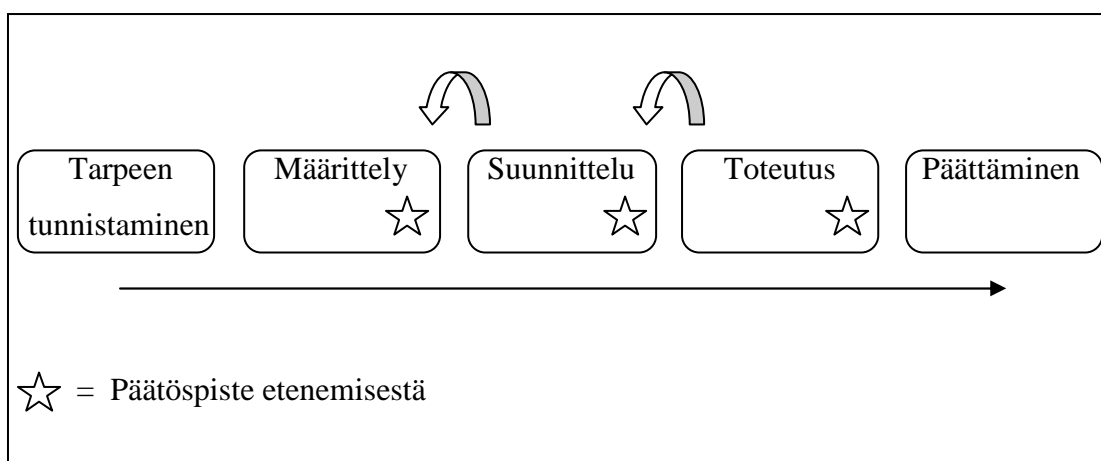 Tarpeen
tunnistaminen
Määrittely
Suunnittelu
Toteutus
Päättäminen
= Päätöspiste etenemisestä